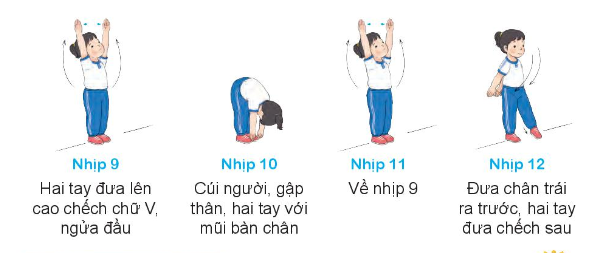 Nhịp 9
Hai tay đưa lên
cao chếch chữ V,
ngửa đầu
Nhịp 10
Cúi người, gập
thân, hai tay với
mũi bàn chân
Nhịp 11
Về nhịp 9
Nhịp 12
Đưa chân trái
ra trước, hai tay
đưa chếch sau